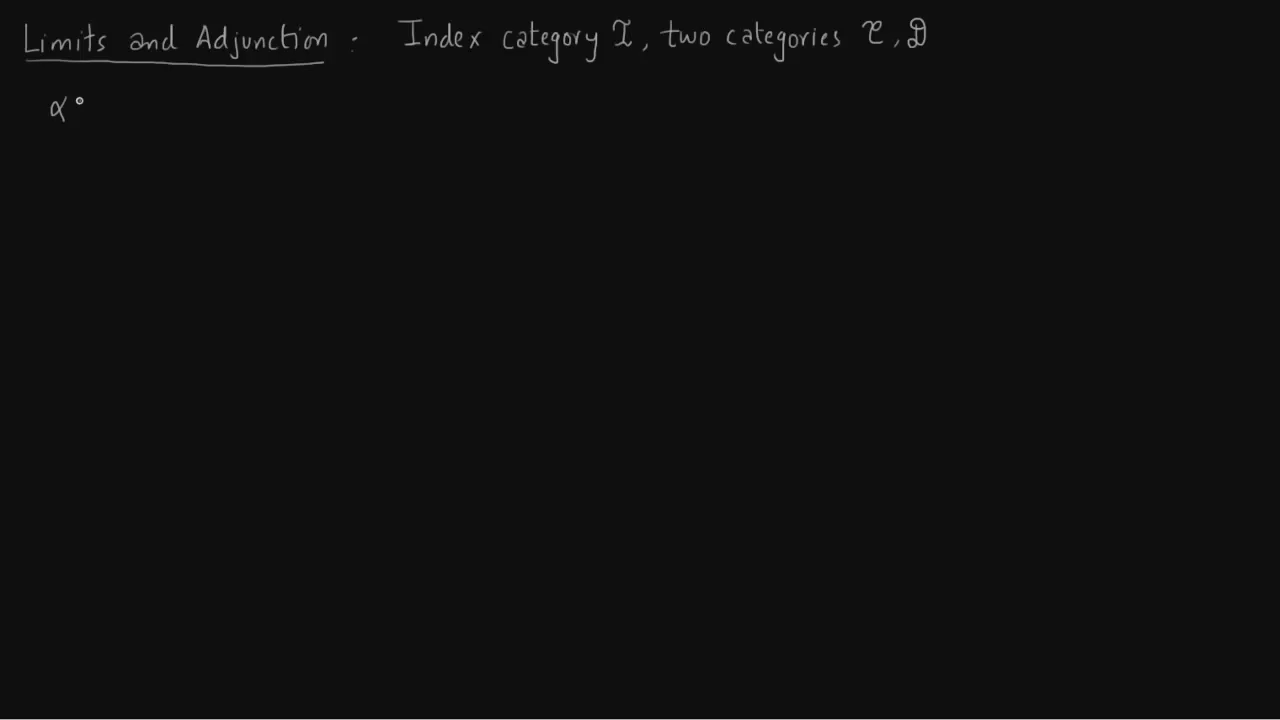 Limits and Adjunction : Index category ℐ, two categories 𝒞, 𝒟
α